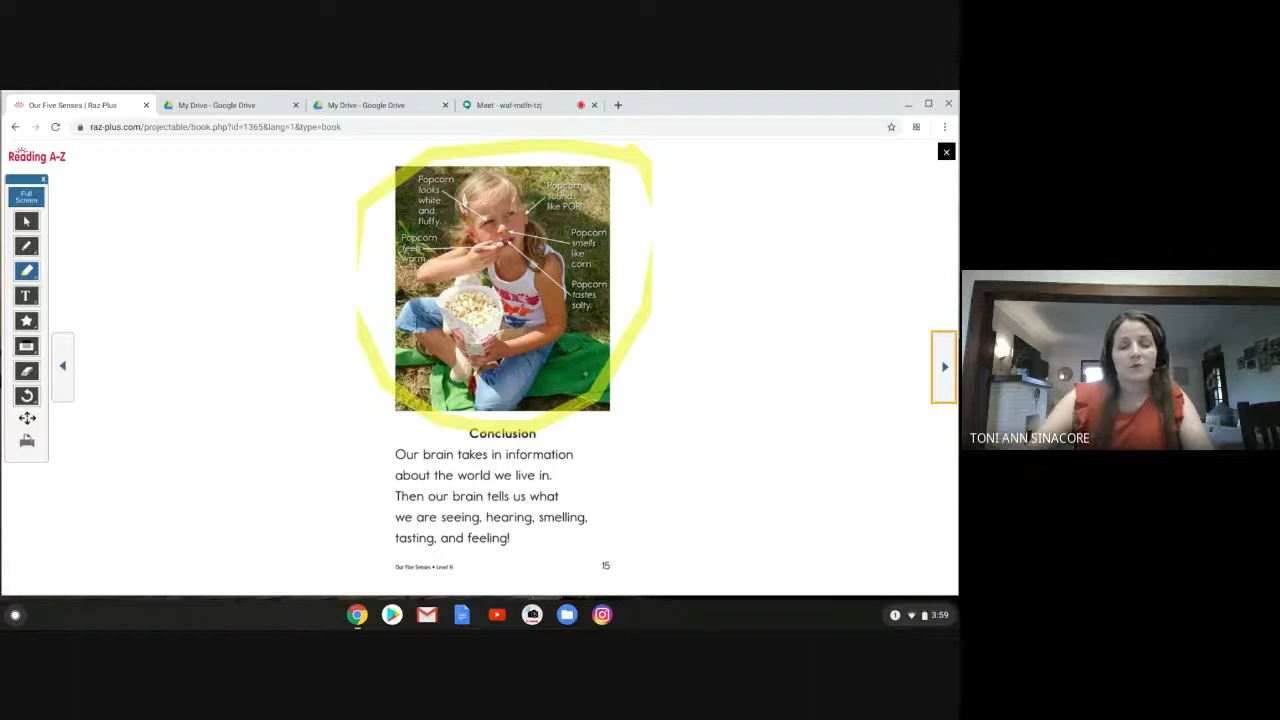 Our Five Senses | Raz-Plus
My Drive - Google Drive
My Drive - Google Drive
Meet - waf-mdfn-tzj
raz-plus.com/projectable/book.php?id=1365&lang=1&type=book
Reading A-Z
x
Full
Screen
T
Popcorn
looks
white
and
fluffy.
Popcorn
feels
warm.
Popcorn
sounds
like POP!
Popcorn
smells
like
corn.
Popcorn
tastes
salty.
Conclusion
Our brain takes in information
about the world we live in.
Then our brain tells us what
we are seeing, hearing, smelling,
tasting, and feeling!
Our Five Senses • Level H
15
TONI ANN SINACORE
1
3:59